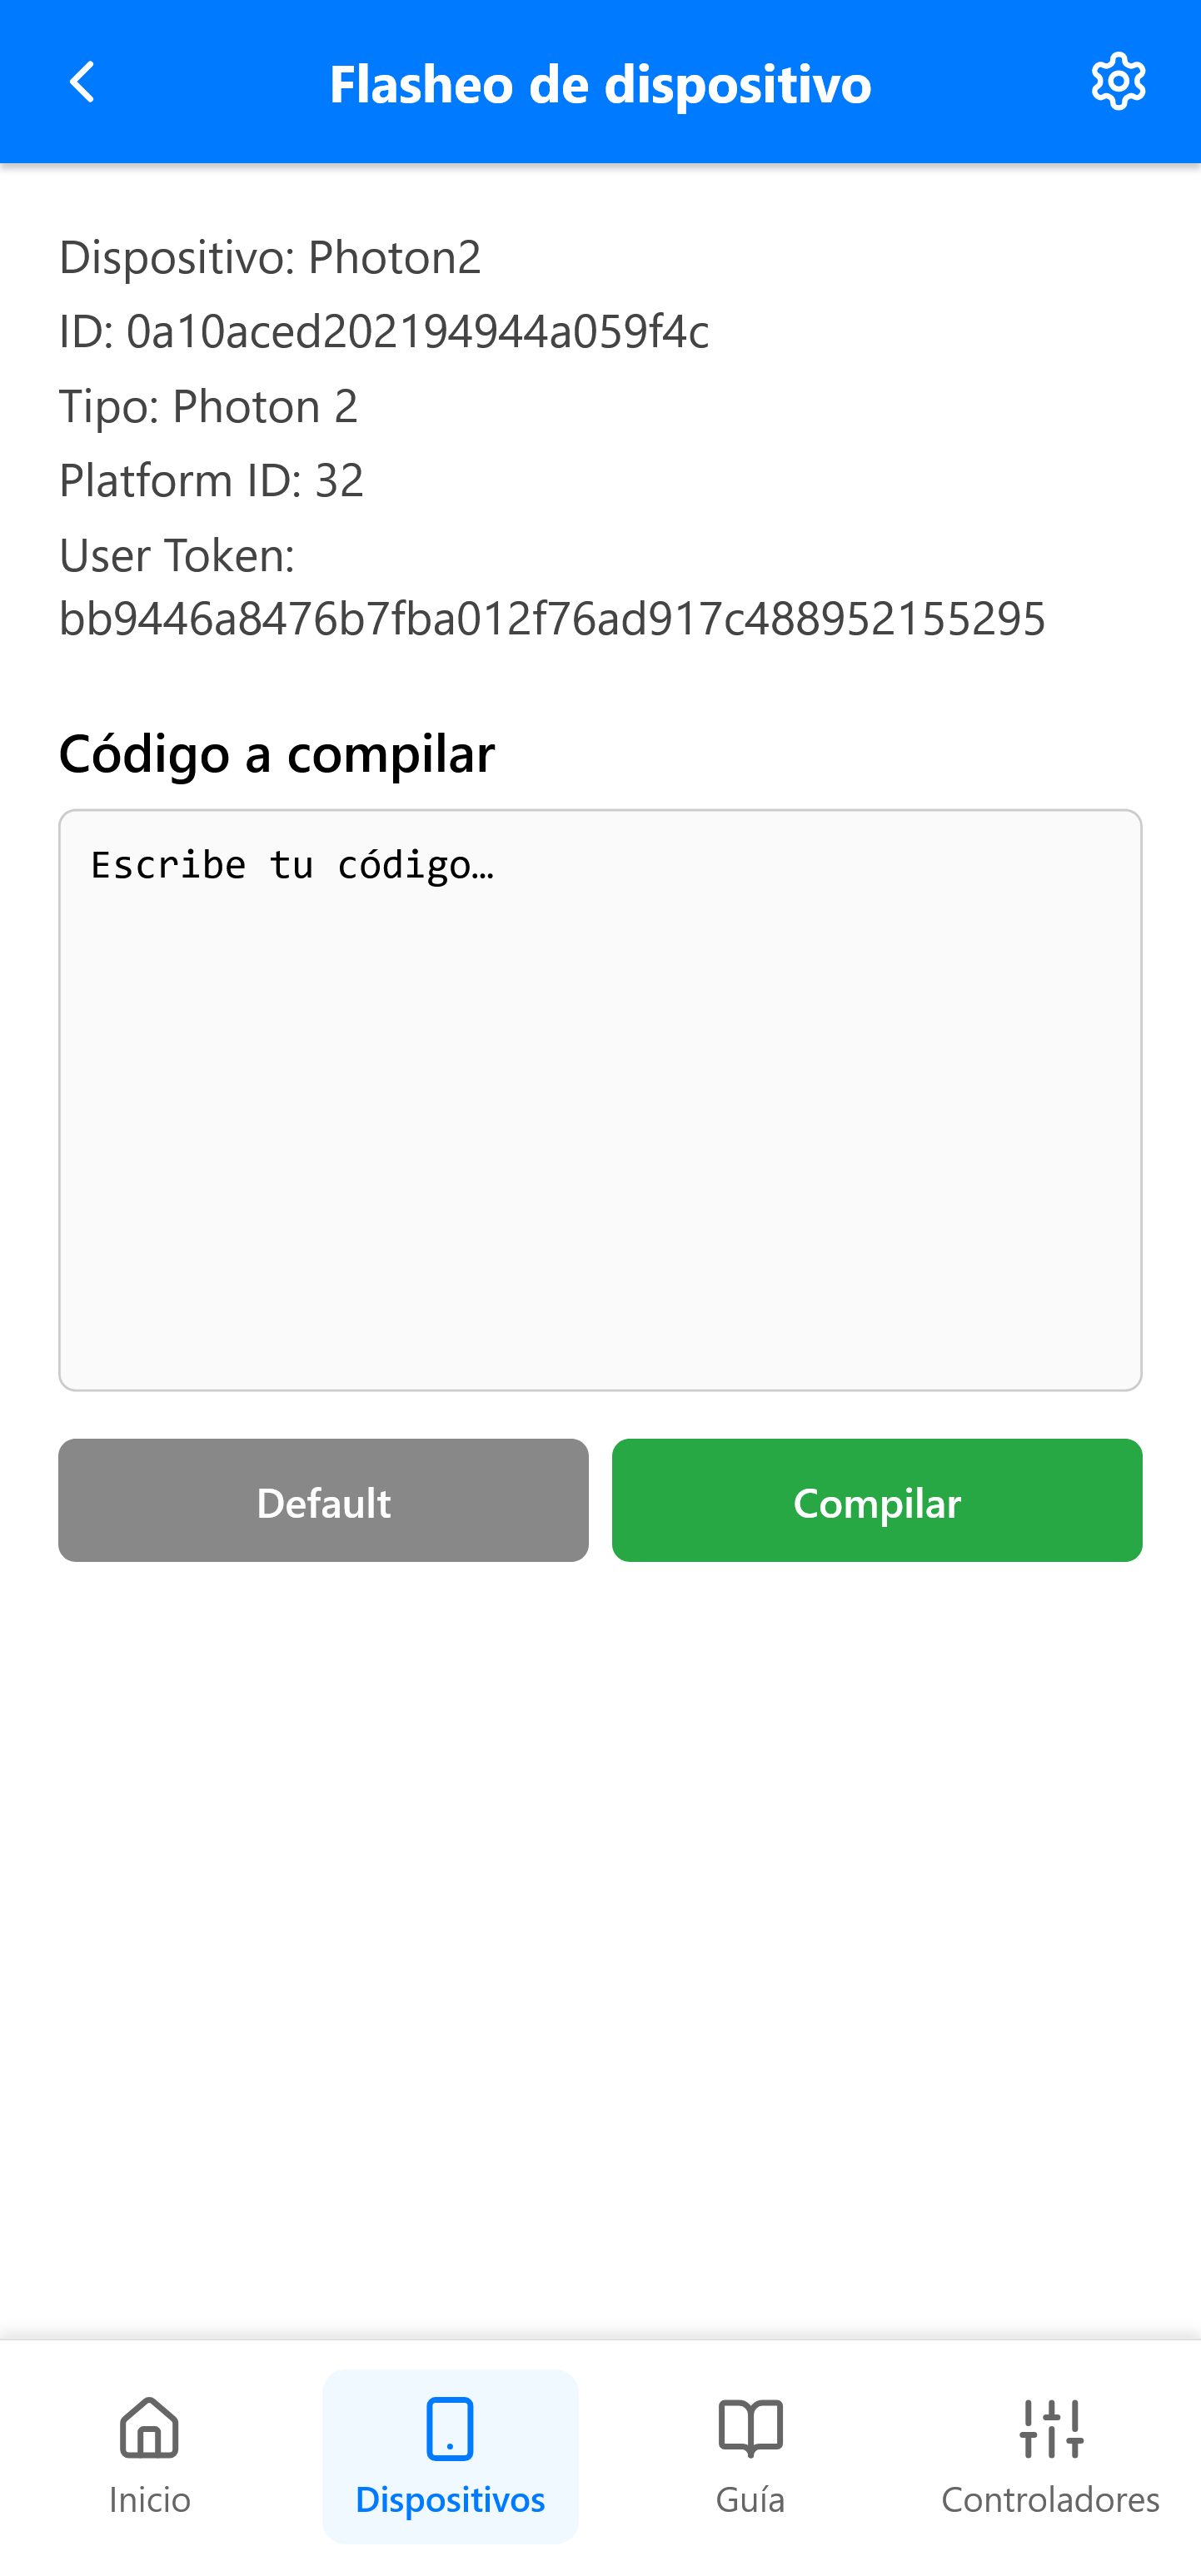 Flasheo de dispositivo
Dispositivo: Photon2
ID: 0a10aced202194944a059f4c
Tipo: Photon 2
Platform ID: 32
User Token:
bb9446a8476b7fba012f76ad917c488952155295
Código a compilar
Escribe tu código…
Default
Compilar
Inicio
Dispositivos
Guía
Controladores